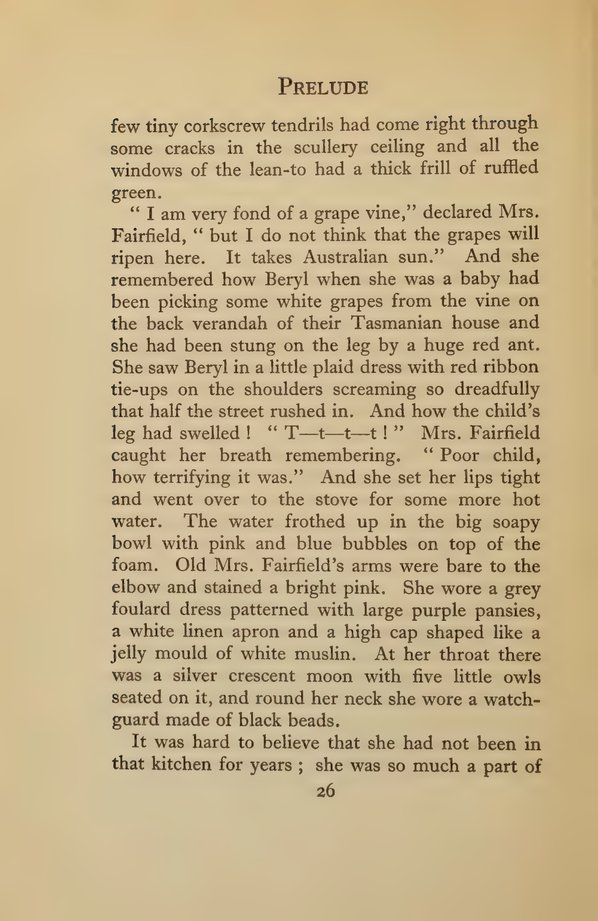 PRELUDE
few tiny corkscrew tendrils had come right through
some cracks in the scullery ceiling and all the
windows of the lean-to had a thick frill of ruffled
green.
“ I am very fond of a grape vine,” declared Mrs.
Fairfield, “ but I do not think that the grapes will
ripen here. It takes Australian sun.” And she
remembered how Beryl when she was a baby had
been picking some white grapes from the vine on
the back verandah of their Tasmanian house and
she had been stung on the leg by a huge red ant.
She saw Beryl in a little plaid dress with red ribbon
tie-ups on the shoulders screaming so dreadfully
that half the street rushed in. And how the child’s
leg had swelled ! “ T—t—t—t ! ” Mrs. Fairfield
caught her breath remembering. “ Poor child,
how terrifying it was.” And she set her lips tight
and went over to the stove for some more hot
water. The water frothed up in the big soapy
bowl with pink and blue bubbles on top of the
foam. Old Mrs. Fairfield’s arms were bare to the
elbow and stained a bright pink. She wore a grey
foulard dress patterned with large purple pansies,
a white linen apron and a high cap shaped like a
jelly mould of white muslin. At her throat there
was a silver crescent moon with five little owls
seated on it, and round her neck she wore a watch-
guard made of black beads.
It was hard to believe that she had not been in
that kitchen for years ; she was so much a part of
26